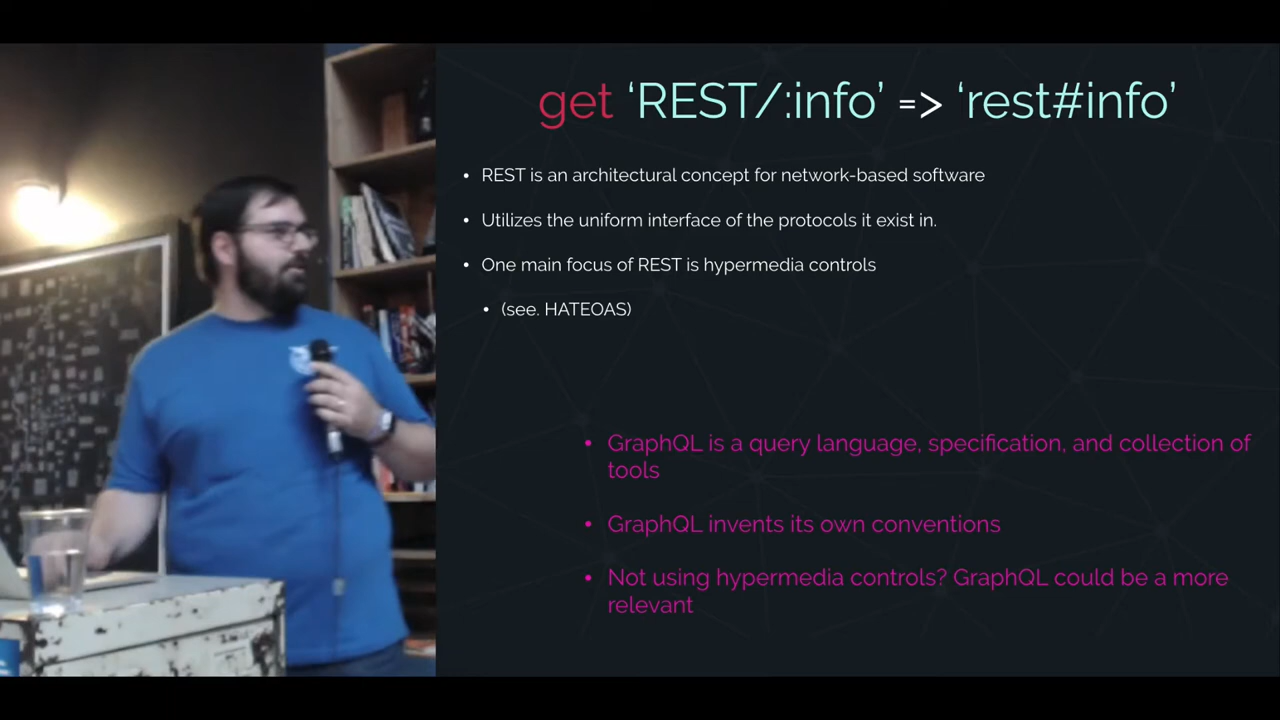 get ‘REST/:info’ => ‘rest#info’
• REST is an architectural concept for network-based software
• Utilizes the uniform interface of the protocols it exist in.
• One main focus of REST is hypermedia controls
• (see. HATEOAS)
• GraphQL is a query language, specification, and collection of
tools
• GraphQL invents its own conventions
• Not using hypermedia controls? GraphQL could be a more
relevant